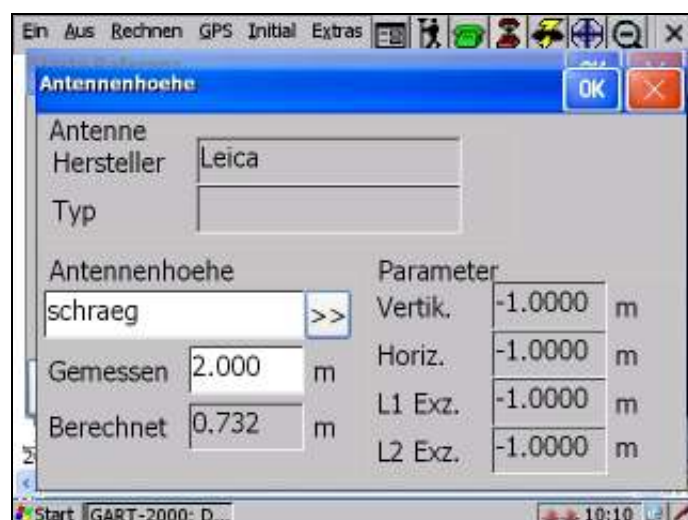 Ein Aus Rechnen GPS Initial Extras
Antennenhoehe OK
Antenne
Hersteller Leica
Typ
Antennenhoehe
schraeg >>
Gemessen 2.000 m
Berechnet 0.732 m
Parameter
Vertik. -1.0000 m
Horiz. -1.0000 m
L1 Exz. -1.0000 m
L2 Exz. -1.0000 m
Start GART-2000: D... 10:10